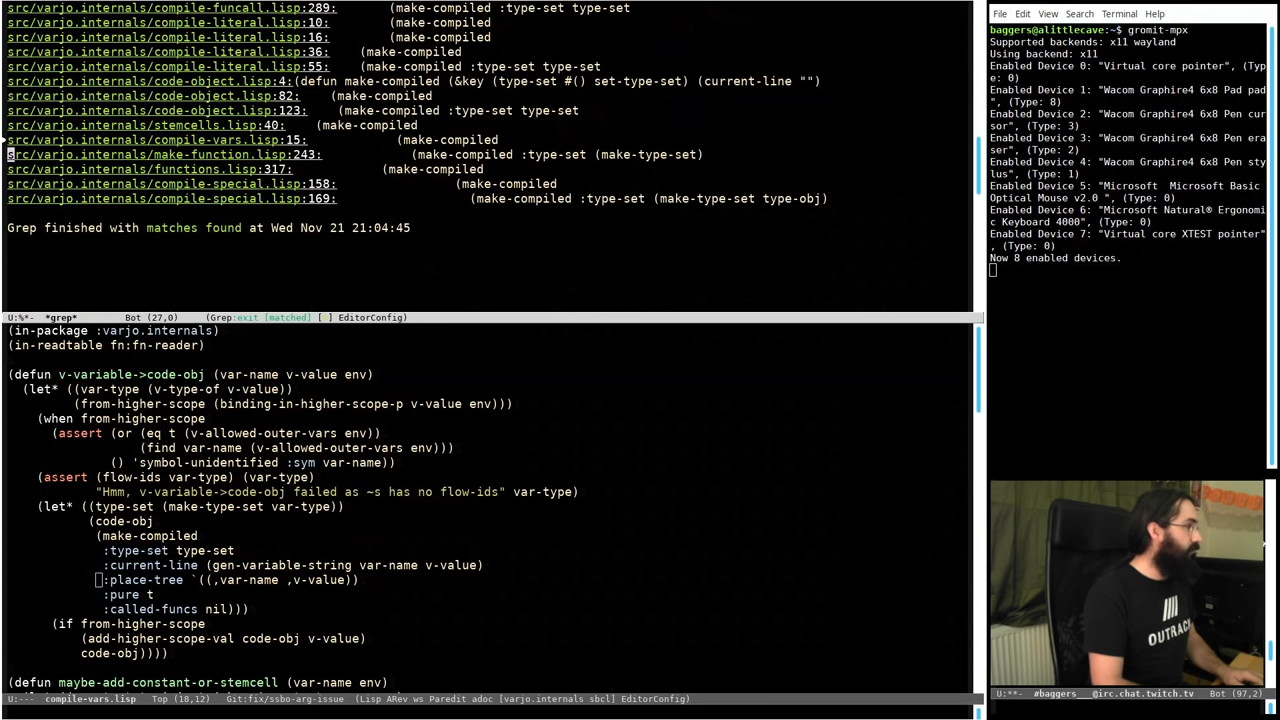 src/varjo.internals/compile-funcall.lisp:289: (make-compiled :type-set type-set
src/varjo.internals/compile-literal.lisp:10: (make-compiled
src/varjo.internals/compile-literal.lisp:16: (make-compiled
src/varjo.internals/compile-literal.lisp:36: (make-compiled
src/varjo.internals/compile-literal.lisp:55: (make-compiled :type-set type-set
src/varjo.internals/code-object.lisp:4:(defun make-compiled (&key (type-set #() set-type-set) (current-line "")
src/varjo.internals/code-object.lisp:82: (make-compiled
src/varjo.internals/code-object.lisp:123: (make-compiled :type-set type-set
src/varjo.internals/stemcells.lisp:40: (make-compiled
src/varjo.internals/compile-vars.lisp:15: (make-compiled
src/varjo.internals/make-function.lisp:243: (make-compiled :type-set (make-type-set)
src/varjo.internals/functions.lisp:317: (make-compiled
src/varjo.internals/compile-special.lisp:158: (make-compiled
src/varjo.internals/compile-special.lisp:169: (make-compiled :type-set (make-type-set type-obj)
Grep finished with matches found at Wed Nov 21 21:04:45
U:%*- *grep* Bot (27,0) (Grep:exit [matched] [ ] EditorConfig)
(in-package :varjo.internals)
(in-readtable fn:fn-reader)
(defun v-variable->code-obj (var-name v-value env)
(let* ((var-type (v-type-of v-value))
(from-higher-scope (binding-in-higher-scope-p v-value env)))
(when from-higher-scope
(assert (or (eq t (v-allowed-outer-vars env))
(find var-name (v-allowed-outer-vars env)))
() 'symbol-unidentified :sym var-name))
(assert (flow-ids var-type) (var-type)
"Hmm, v-variable->code-obj failed as ~s has no flow-ids" var-type)
(let* ((type-set (make-type-set var-type))
(code-obj
(make-compiled
:type-set type-set
:current-line (gen-variable-string var-name v-value env)
:place-tree `((,var-name ,v-value))
:pure t
:called-funcs nil)))
(if from-higher-scope
(add-higher-scope-val code-obj v-value)
code-obj))))
(defun maybe-add-constant-or-stemcell (var-name env)
U:--- compile-vars.lisp Top (18,12) Git:fix/ssbo-arg-issue (Lisp ARev ws Paredit adoc [varjo.internals sbcl] EditorConfig)
File Edit View Search Terminal Help
baggers@alittlecave:~$ gromit-mpx
Supported backends: x11 wayland
Using backend: x11
Enabled Device 0: "Virtual core pointer", (Typ
e: 0)
Enabled Device 1: "Wacom Graphire4 6x8 Pad pad
", (Type: 8)
Enabled Device 2: "Wacom Graphire4 6x8 Pen cur
sor", (Type: 3)
Enabled Device 3: "Wacom Graphire4 6x8 Pen era
ser", (Type: 2)
Enabled Device 4: "Wacom Graphire4 6x8 Pen sty
lus", (Type: 1)
Enabled Device 5: "Microsoft  Microsoft Basic
Optical Mouse v2.0 ", (Type: 0)
Enabled Device 6: "Microsoft Natural® Ergonomi
c Keyboard 4000", (Type: 0)
Enabled Device 7: "Virtual core XTEST pointer"
, (Type: 0)
Now 8 enabled devices.
OUTRAC
U:**- #baggers___@irc.chat.twitch.tv Bot (97,2)